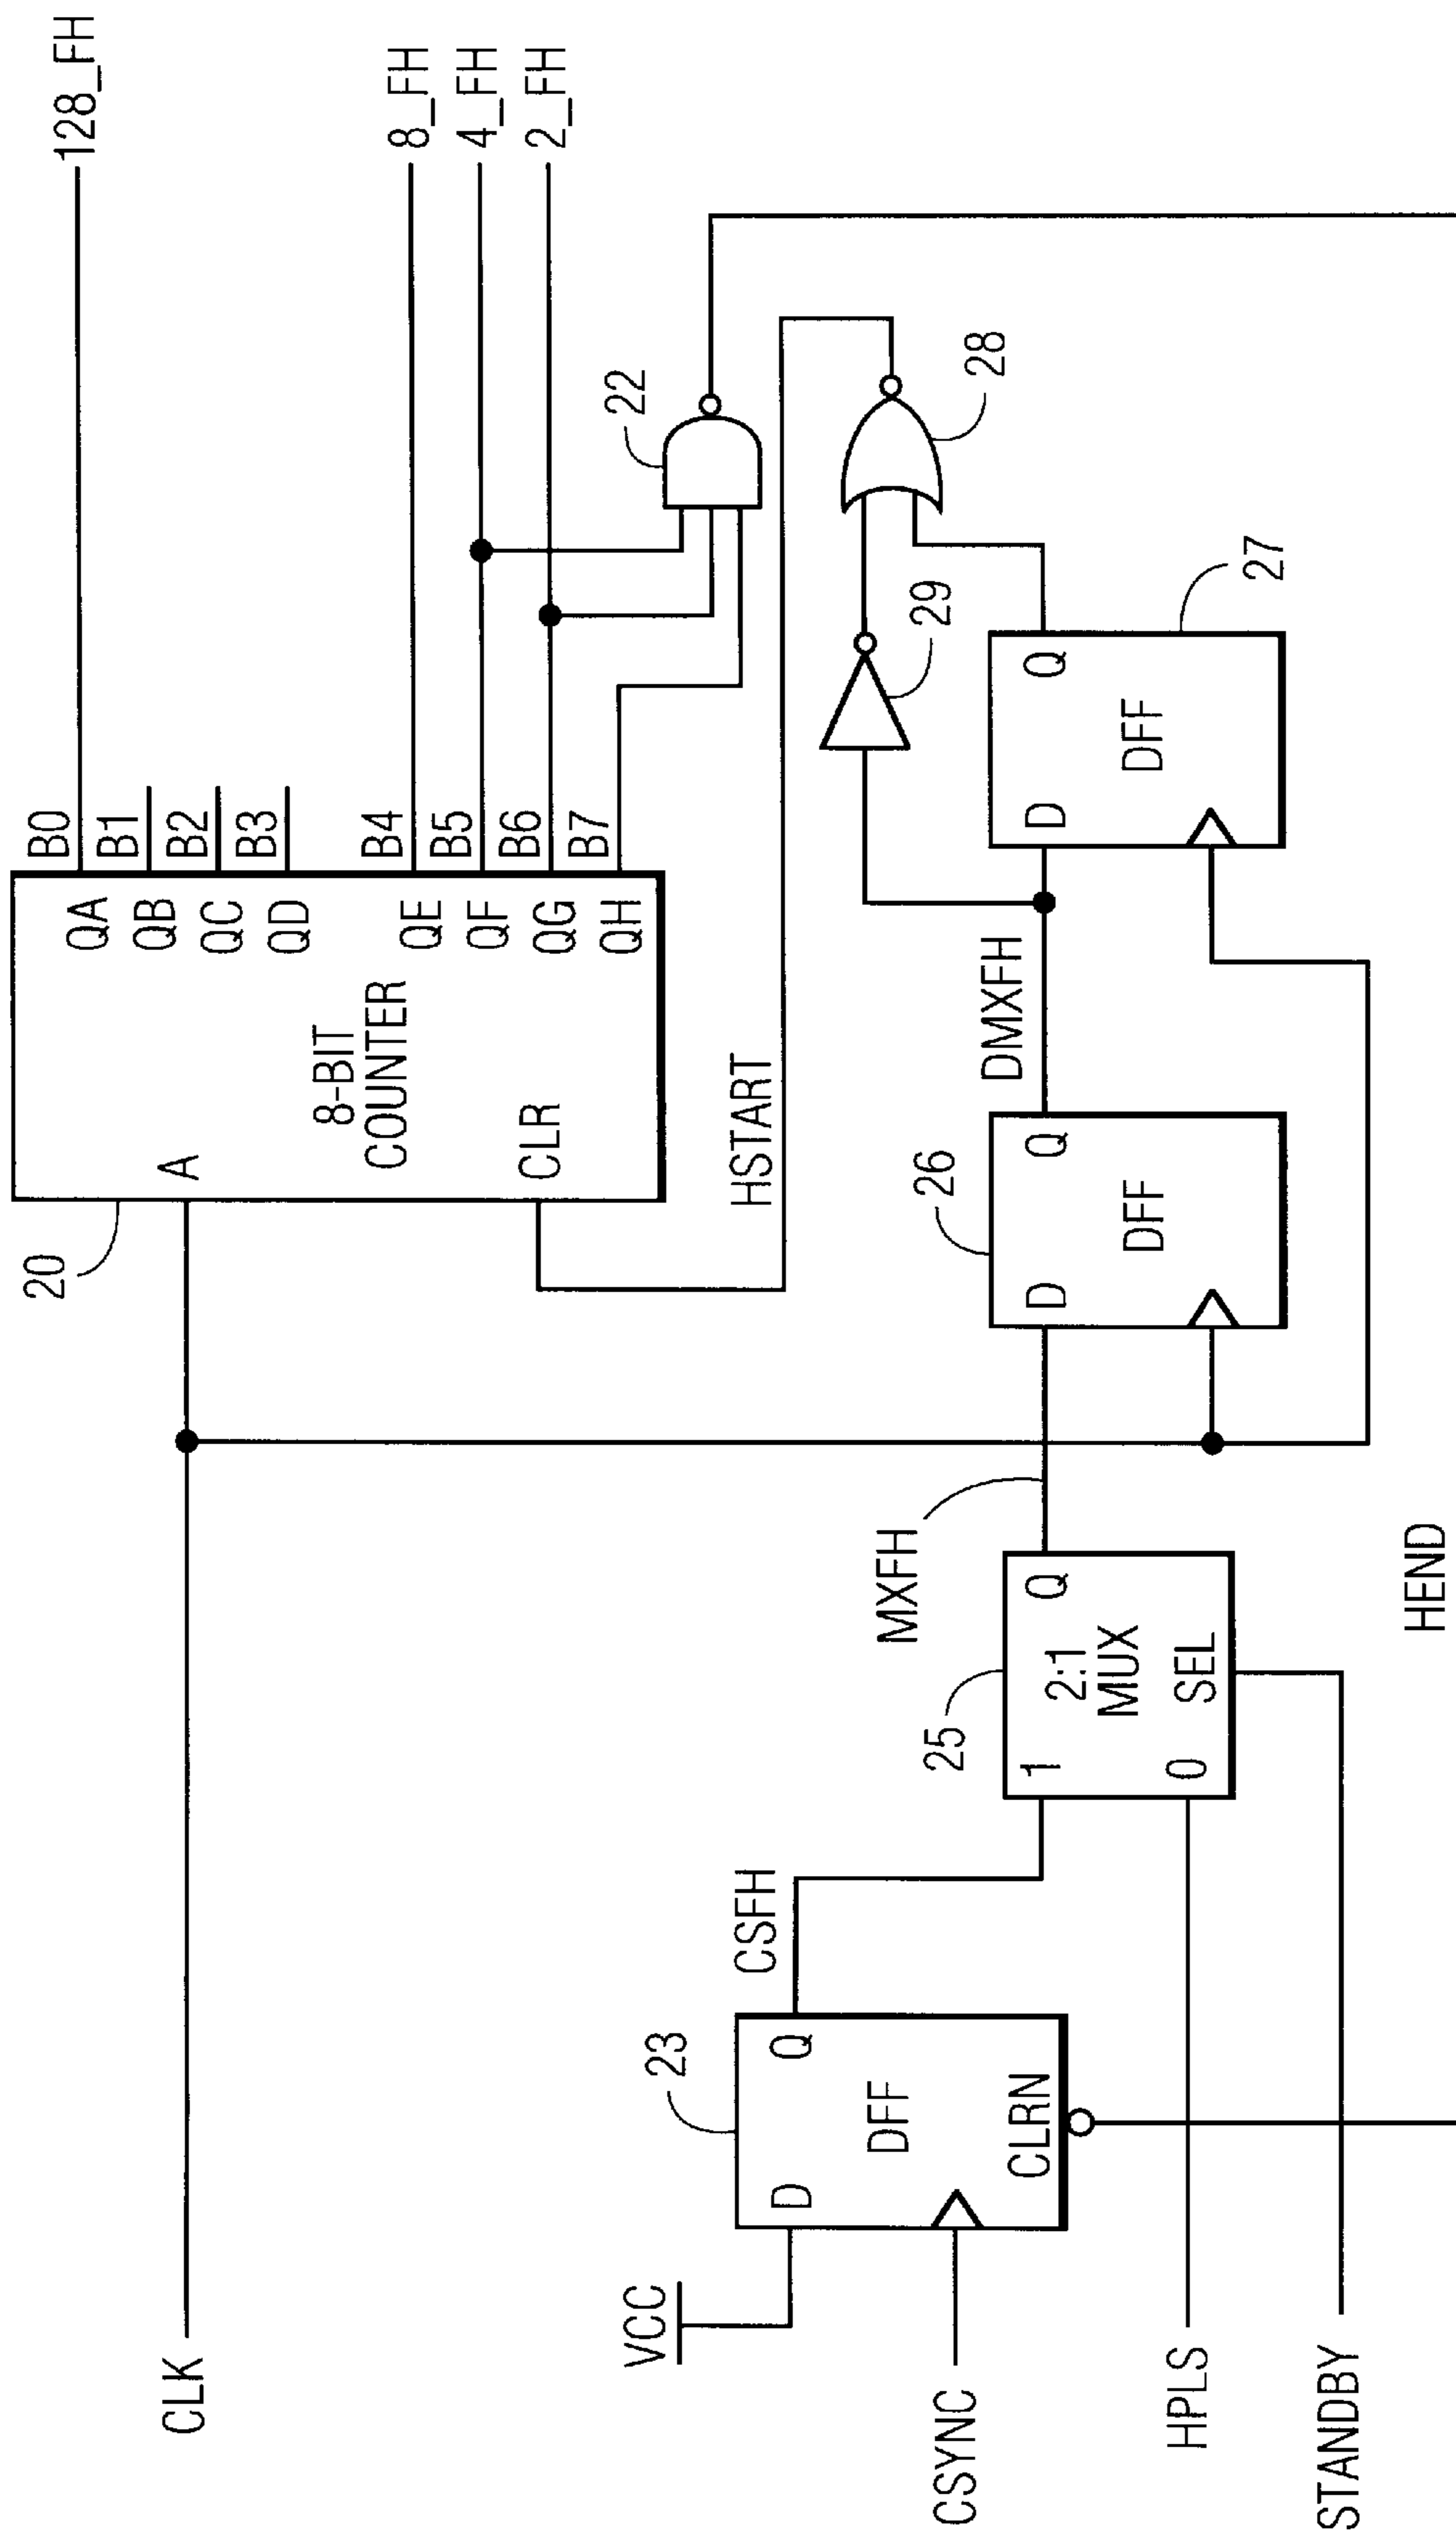 128_FH
8_FH
4_FH
2_FH
B0
B1
B2
B3
B4
B5
B6
B7
QA
QB
QC
QD
QE
QF
QG
QH
A
8-BIT
COUNTER
CLR
20
22
HSTART
28
29
27
D
Q
DFF
DMXFH
26
D
Q
DFF
MXFH
25
1
0
2:1
MUX
Q
SEL
HEND
CSFH
23
D
Q
DFF
CLRN
VCC
CLK
CSYNC
HPLS
STANDBY